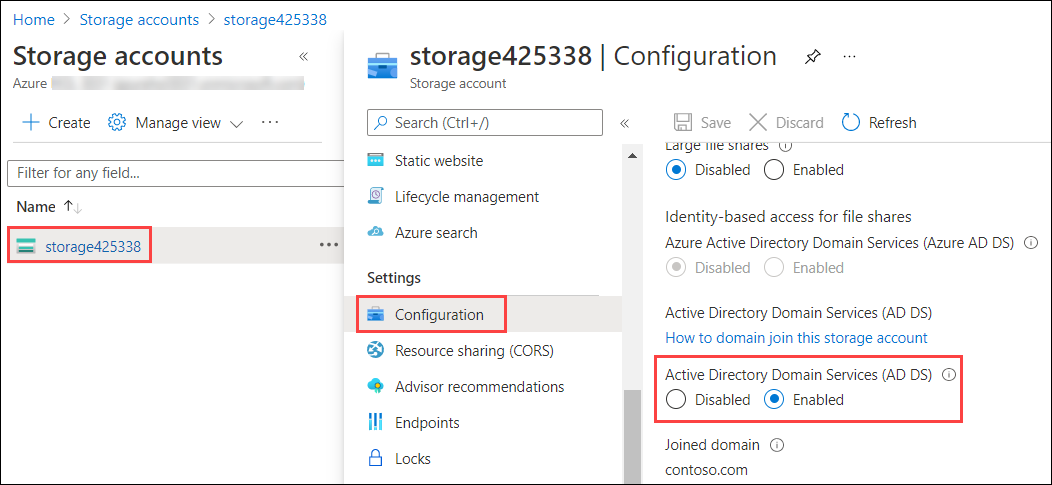 Home > Storage accounts > storage425338
Storage accounts «
Azure
+ Create Manage view ...
Filter for any field...
Name ↑↓
storage425338 ...
storage425338 | Configuration ...
Storage account
Search (Ctrl+/) «
Static website
Lifecycle management
Azure search
Settings
Configuration
Resource sharing (CORS)
Advisor recommendations
Endpoints
Locks
Save Discard Refresh
Large file shares
Disabled Enabled
Identity-based access for file shares
Azure Active Directory Domain Services (Azure AD DS)
Disabled Enabled
Active Directory Domain Services (AD DS)
How to domain join this storage account
Active Directory Domain Services (AD DS)
Disabled Enabled
Joined domain
contoso.com